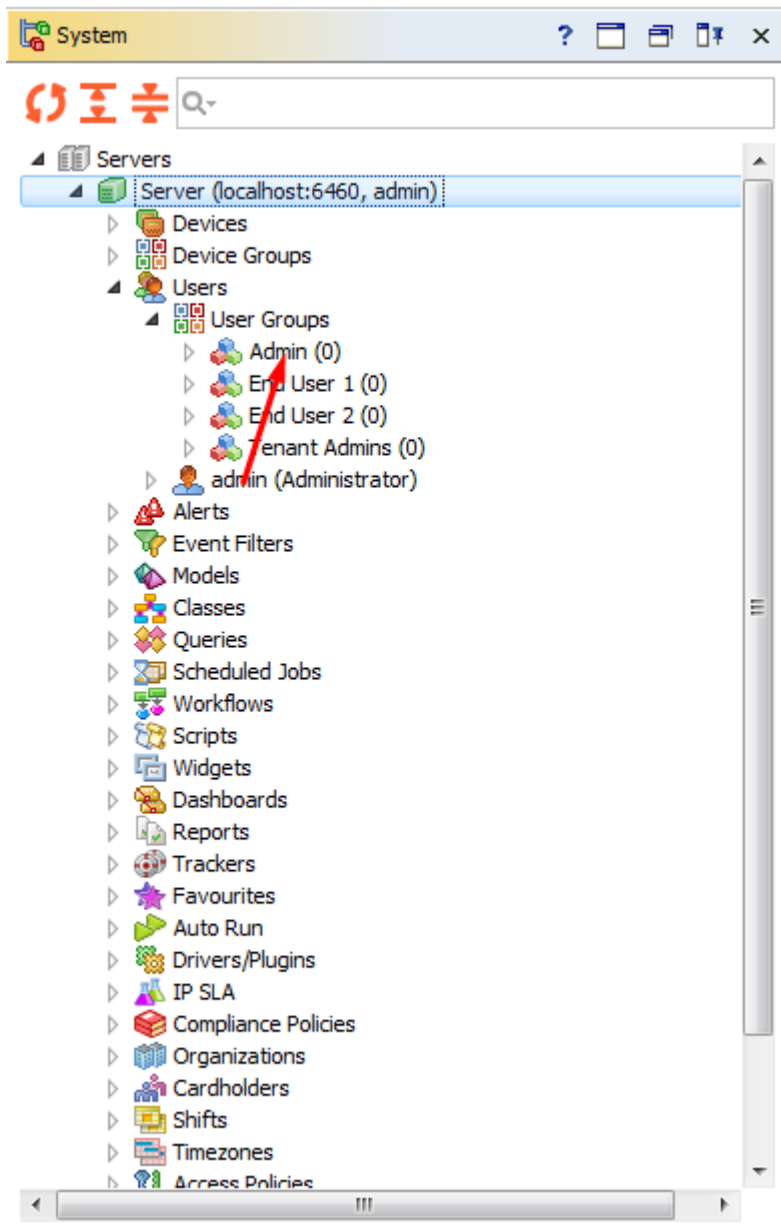 System
Servers
Server (localhost:6460, admin)
Devices
Device Groups
Users
User Groups
Admin (0)
End User 1 (0)
End User 2 (0)
Tenant Admins (0)
admin (Administrator)
Alerts
Event Filters
Models
Classes
Queries
Scheduled Jobs
Workflows
Scripts
Widgets
Dashboards
Reports
Trackers
Favourites
Auto Run
Drivers/Plugins
IP SLA
Compliance Policies
Organizations
Cardholders
Shifts
Timezones
Access Policies